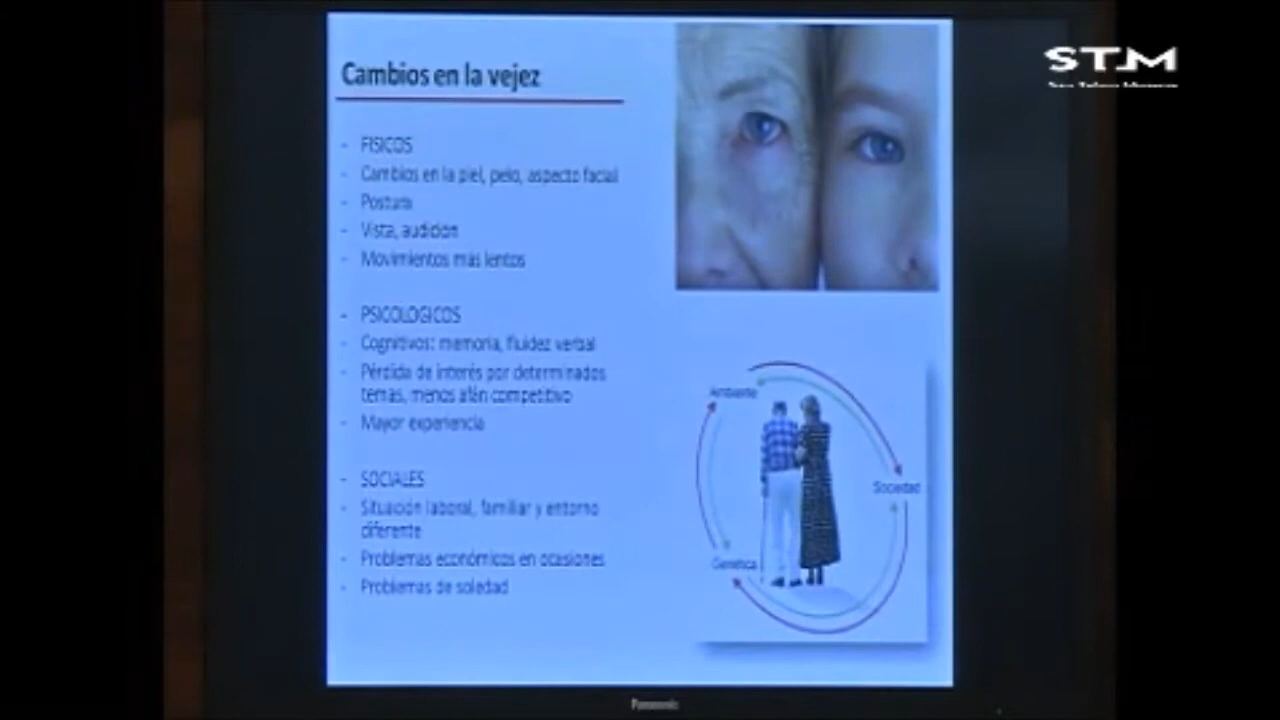 Cambios en la vejez
- FISICOS
- Cambios en la piel, pelo, aspecto facial
- Postura
- Vista, audición
- Movimientos más lentos
- PSICOLOGICOS
- Cognitivos: memoria, fluidez verbal
- Pérdida de interés por determinados
temas, menos afán competitivo
- Mayor experiencia
- SOCIALES
- Situación laboral, familiar y entorno
diferente
- Problemas económicos en ocasiones
- Problemas de soledad
Ambiente
Sociedad
Genética
STM
Panasonic